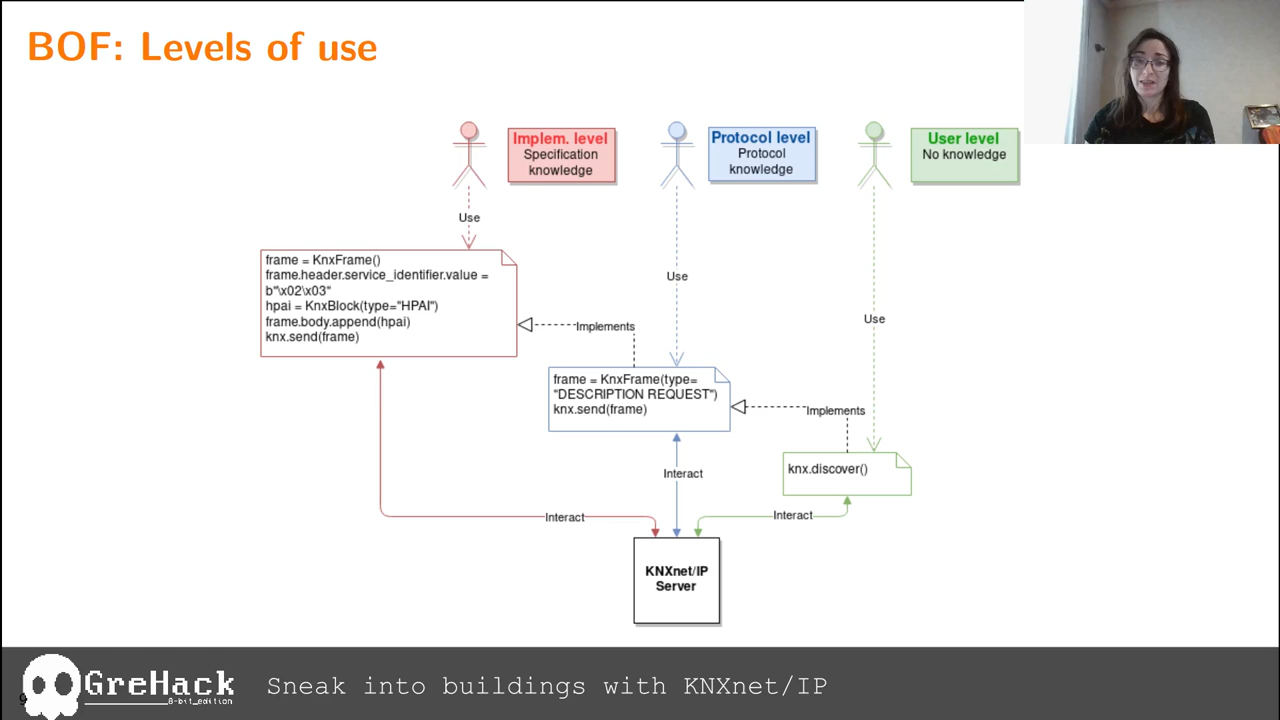 BOF: Levels of use
Implem. level
Specification
knowledge
Protocol level
Protocol
knowledge
User level
No knowledge
Use
Use
Use
frame = KnxFrame()
frame.header.service_identifier.value =
b"\x02\x03"
hpai = KnxBlock(type="HPAI")
frame.body.append(hpai)
knx.send(frame)
Implements
frame = KnxFrame(type=
"DESCRIPTION REQUEST")
knx.send(frame)
Implements
knx.discover()
Interact
Interact
Interact
KNXnet/IP
Server
9
GreHack
8-bit_edition
Sneak into buildings with KNXnet/IP